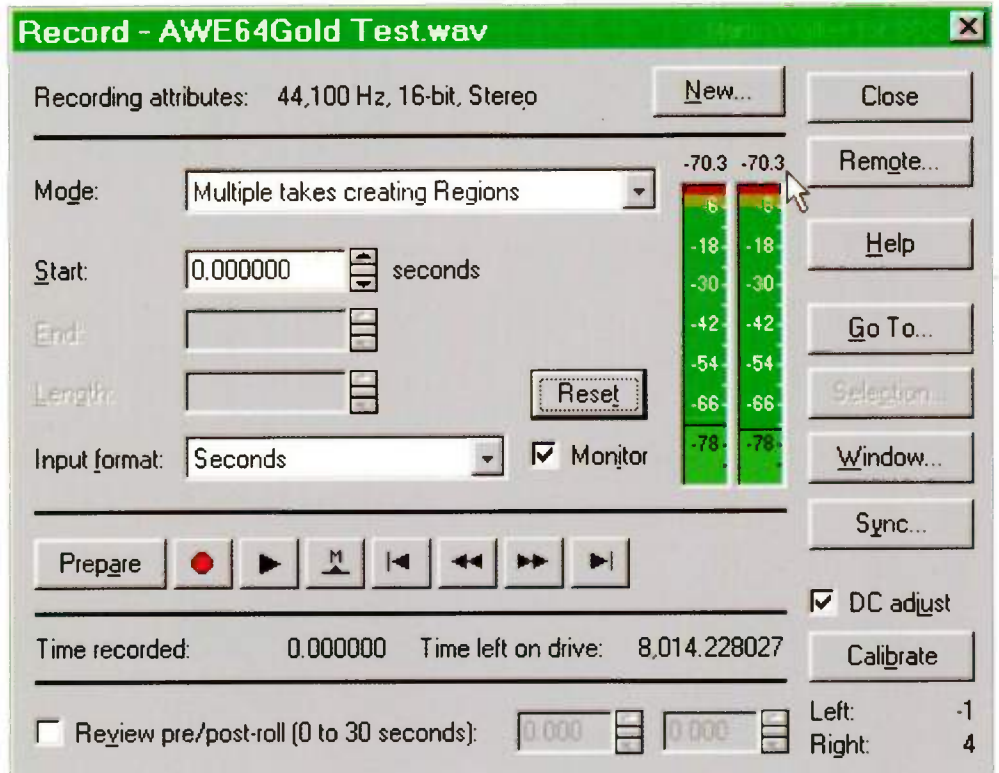 Record - AWE64Gold Test.wav
Recording attributes: 44,100 Hz, 16-bit, Stereo
New...
Close
Mode: Multiple takes creating Regions
-70.3 -70.3
Remote...
-6 -6
-18 -18
-30 -30
-42 -42
-54 -54
-66 -66
-78 -78
Help
Start: 0.000000 seconds
End:
Go To...
Length:
Reset
Selection...
Input format: Seconds
Monitor
Window...
Sync...
Prepare
M
DC adjust
Time recorded: 0.000000 Time left on drive: 8,014.228027
Calibrate
Review pre/post-roll (0 to 30 seconds): 0.000 0.000
Left: -1
Right: 4